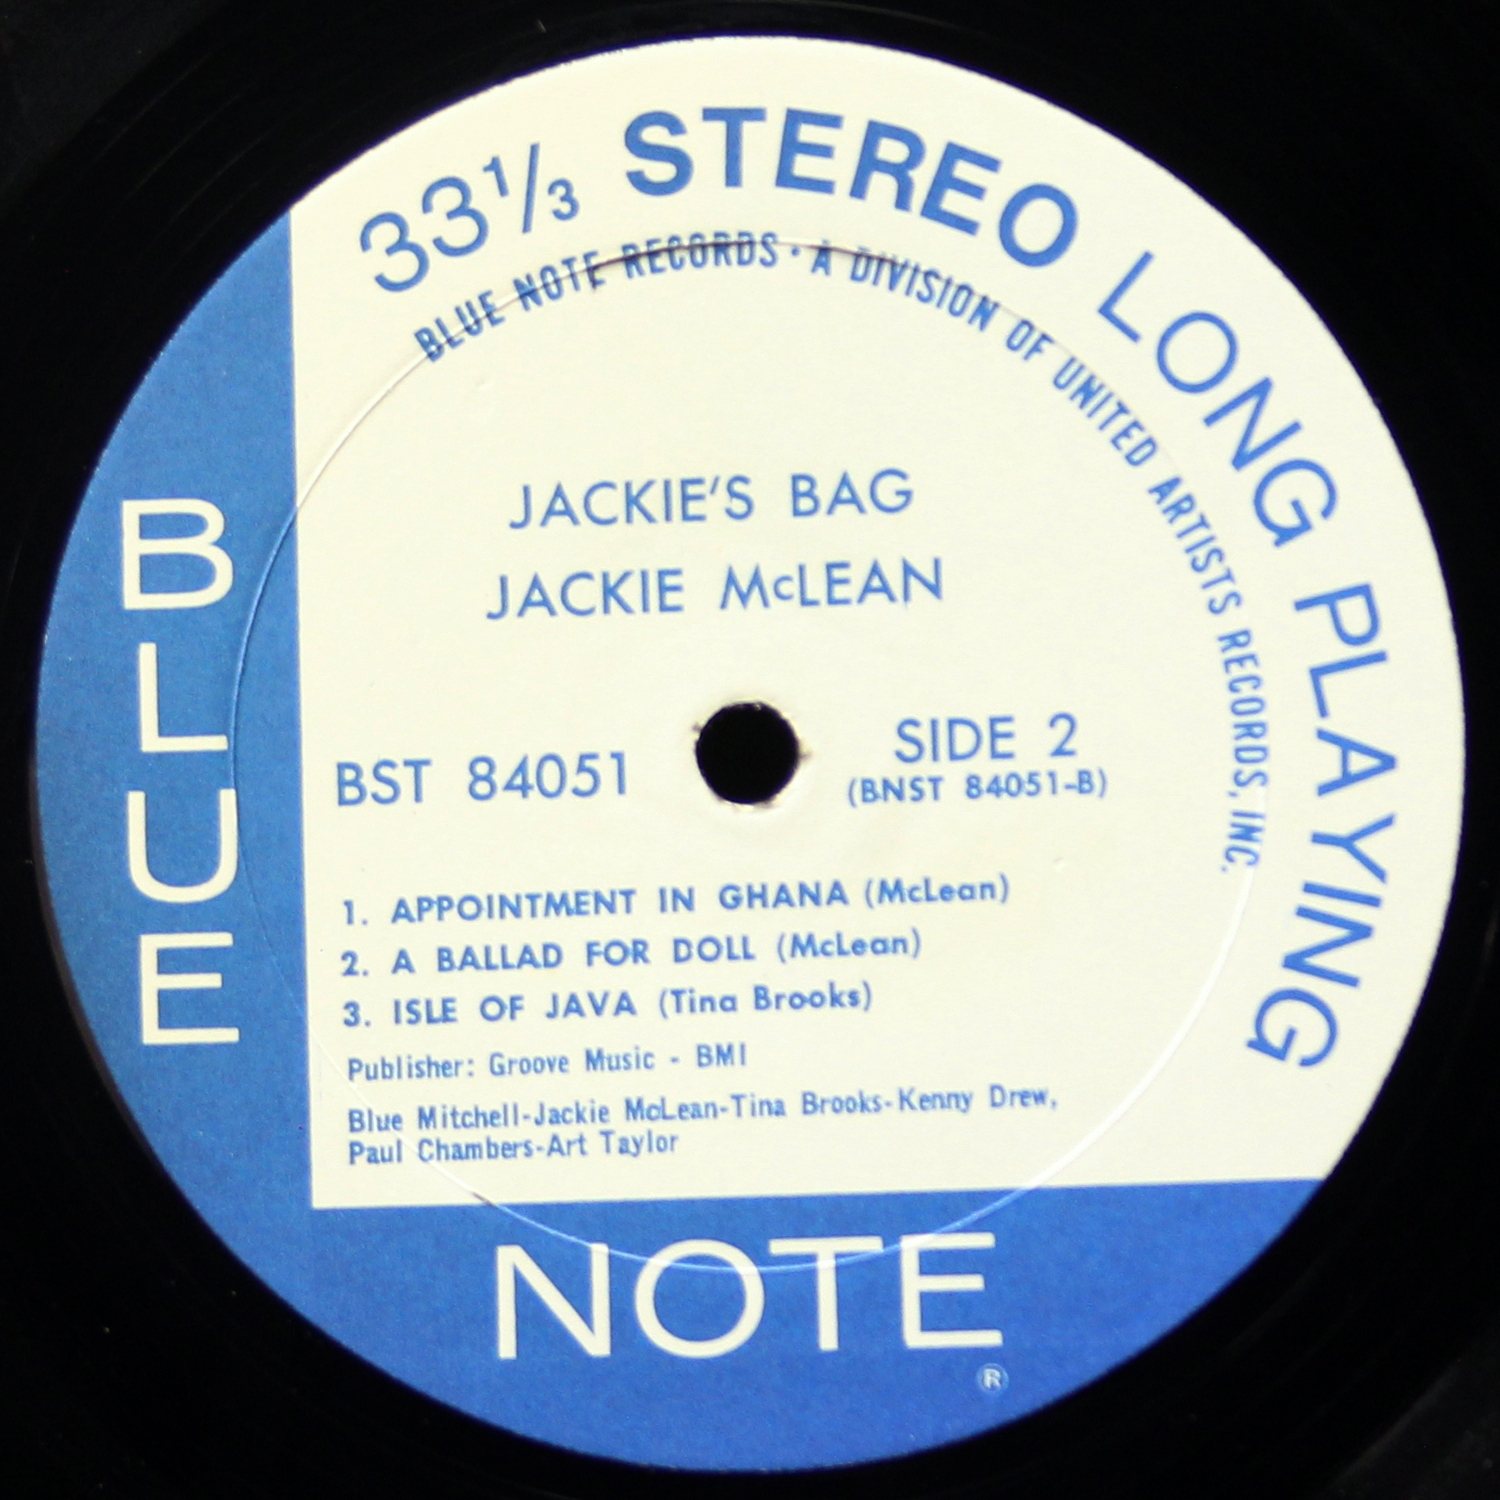 33⅓ STEREO LONG PLAYING
BLUE NOTE RECORDS · A DIVISION OF UNITED ARTISTS RECORDS, INC.
JACKIE'S BAG
JACKIE McLEAN
BST 84051
SIDE 2
(BNST 84051-B)
1. APPOINTMENT IN GHANA (McLean)
2. A BALLAD FOR DOLL (McLean)
3. ISLE OF JAVA (Tina Brooks)
Publisher: Groove Music - BMI
Blue Mitchell-Jackie McLean-Tina Brooks-Kenny Drew,
Paul Chambers-Art Taylor
BLUE
NOTE
®